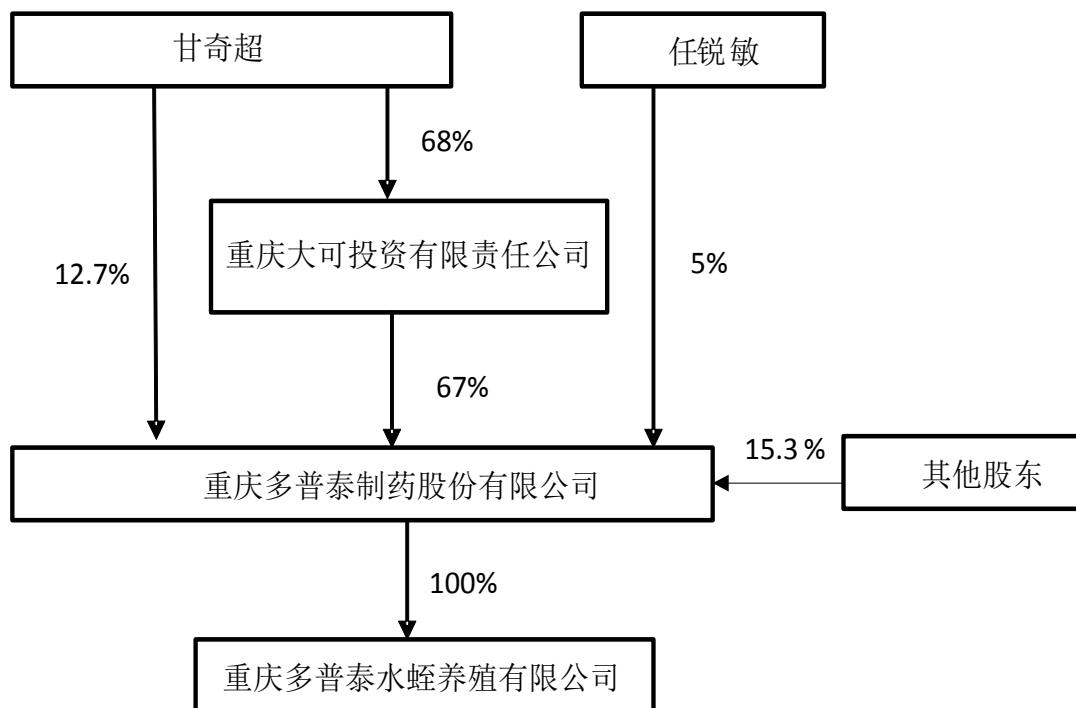 甘奇超
任锐敏
68%
重庆大可投资有限责任公司
12.7%
5%
67%
重庆多普泰制药股份有限公司
15.3 %
其他股东
100%
重庆多普泰水蛭养殖有限公司